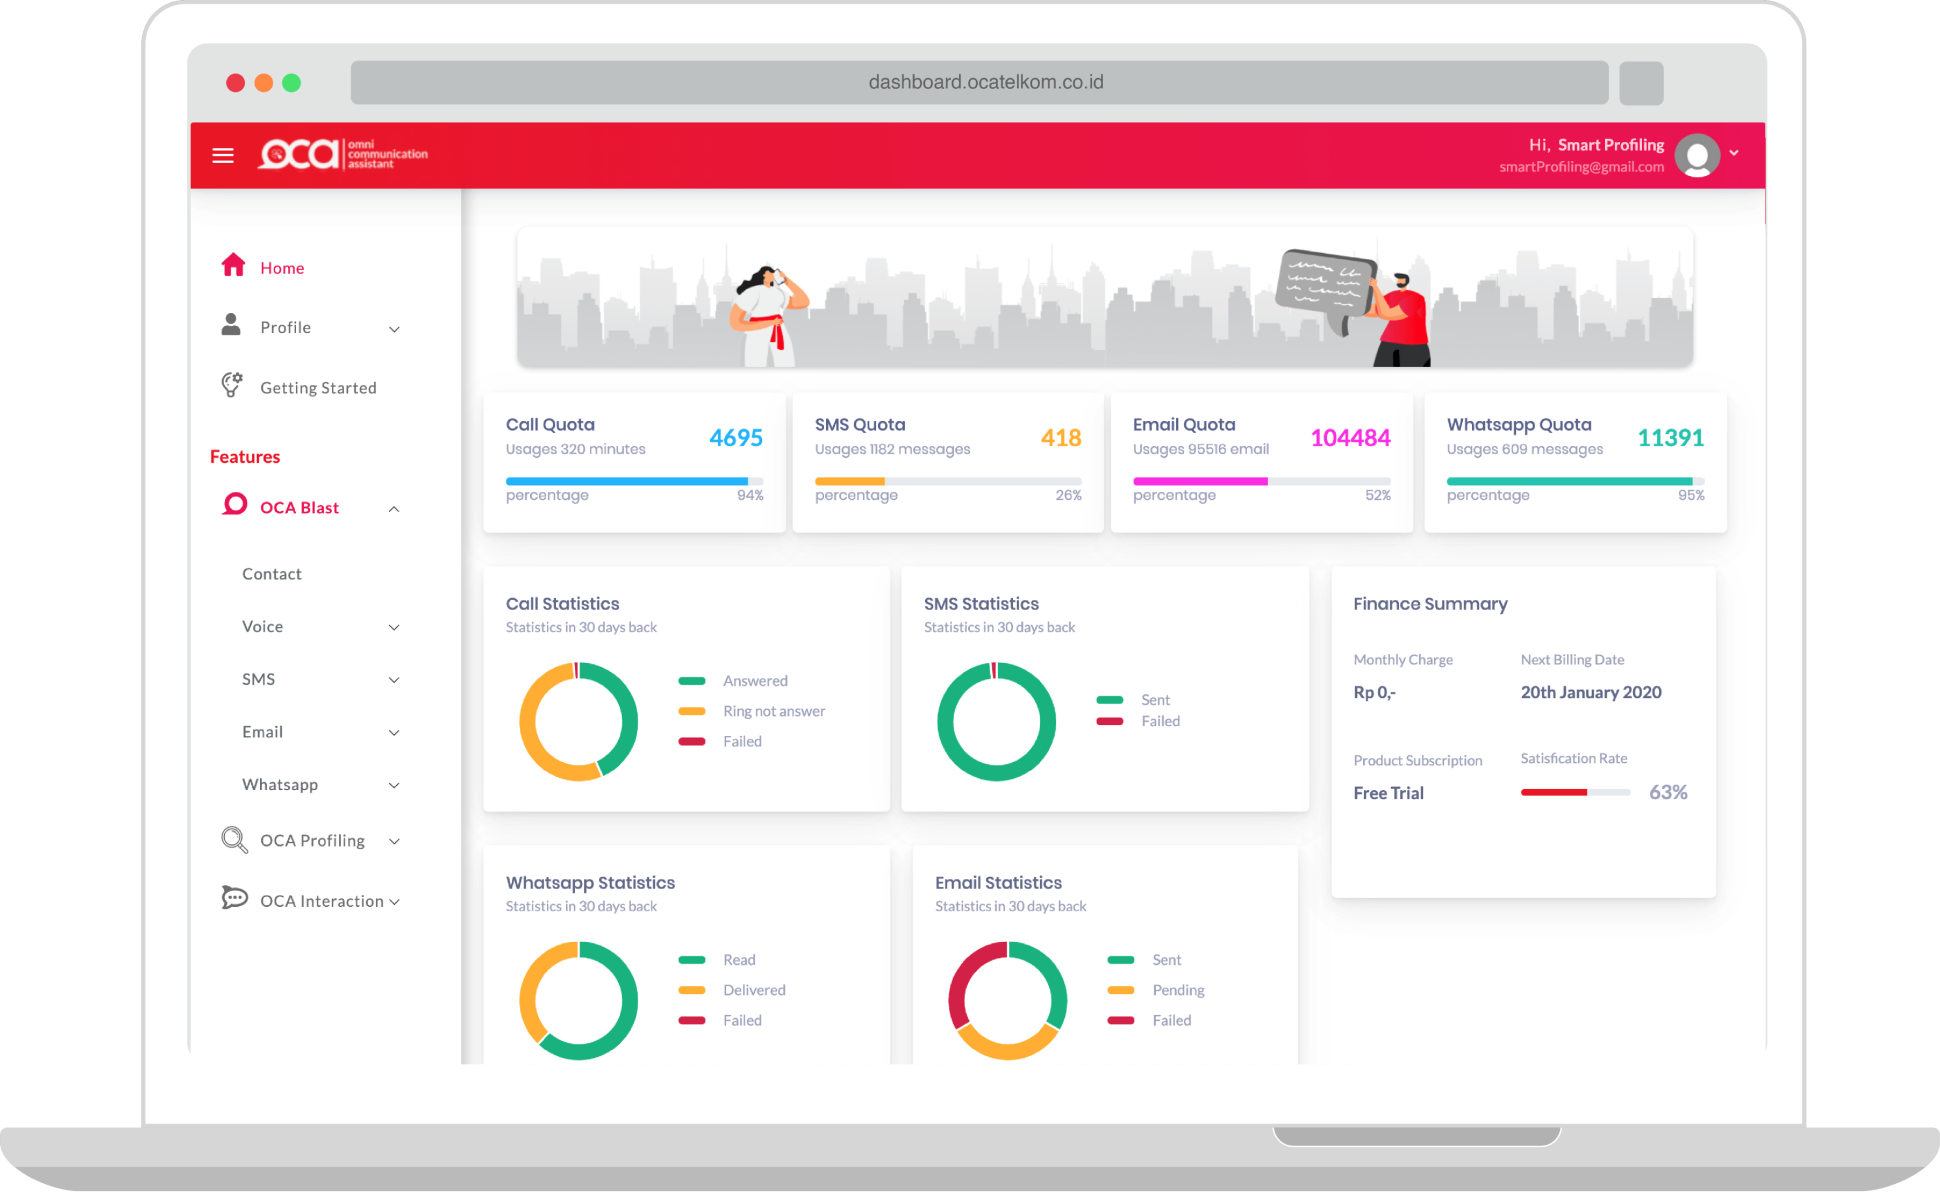 dashboard.ocatelkom.co.id
oca omni
communication
assistant
Hi, Smart Profiling
smartProfiling@gmail.com
Home
Profile
Getting Started
Features
OCA Blast
Contact
Voice
SMS
Email
Whatsapp
OCA Profiling
OCA Interaction
Call Quota
4695
Usages 320 minutes
percentage 94%
SMS Quota
418
Usages 1182 messages
percentage 26%
Email Quota
104484
Usages 95516 email
percentage 52%
Whatsapp Quota
11391
Usages 609 messages
percentage 95%
Call Statistics
Statistics in 30 days back
Answered
Ring not answer
Failed
SMS Statistics
Statistics in 30 days back
Sent
Failed
Finance Summary
Monthly Charge
Rp 0,-
Next Billing Date
20th January 2020
Product Subscription
Free Trial
Satisfication Rate
63%
Whatsapp Statistics
Statistics in 30 days back
Read
Delivered
Failed
Email Statistics
Statistics in 30 days back
Sent
Pending
Failed